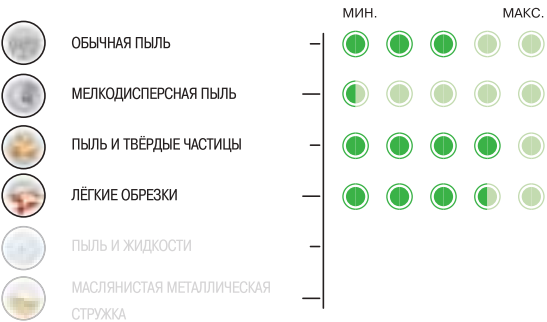 МИН. МАКС.
ОБЫЧНАЯ ПЫЛЬ
МЕЛКОДИСПЕРСНАЯ ПЫЛЬ
ПЫЛЬ И ТВЁРДЫЕ ЧАСТИЦЫ
ЛЁГКИЕ ОБРЕЗКИ
ПЫЛЬ И ЖИДКОСТИ
МАСЛЯНИСТАЯ МЕТАЛЛИЧЕСКАЯ
СТРУЖКА